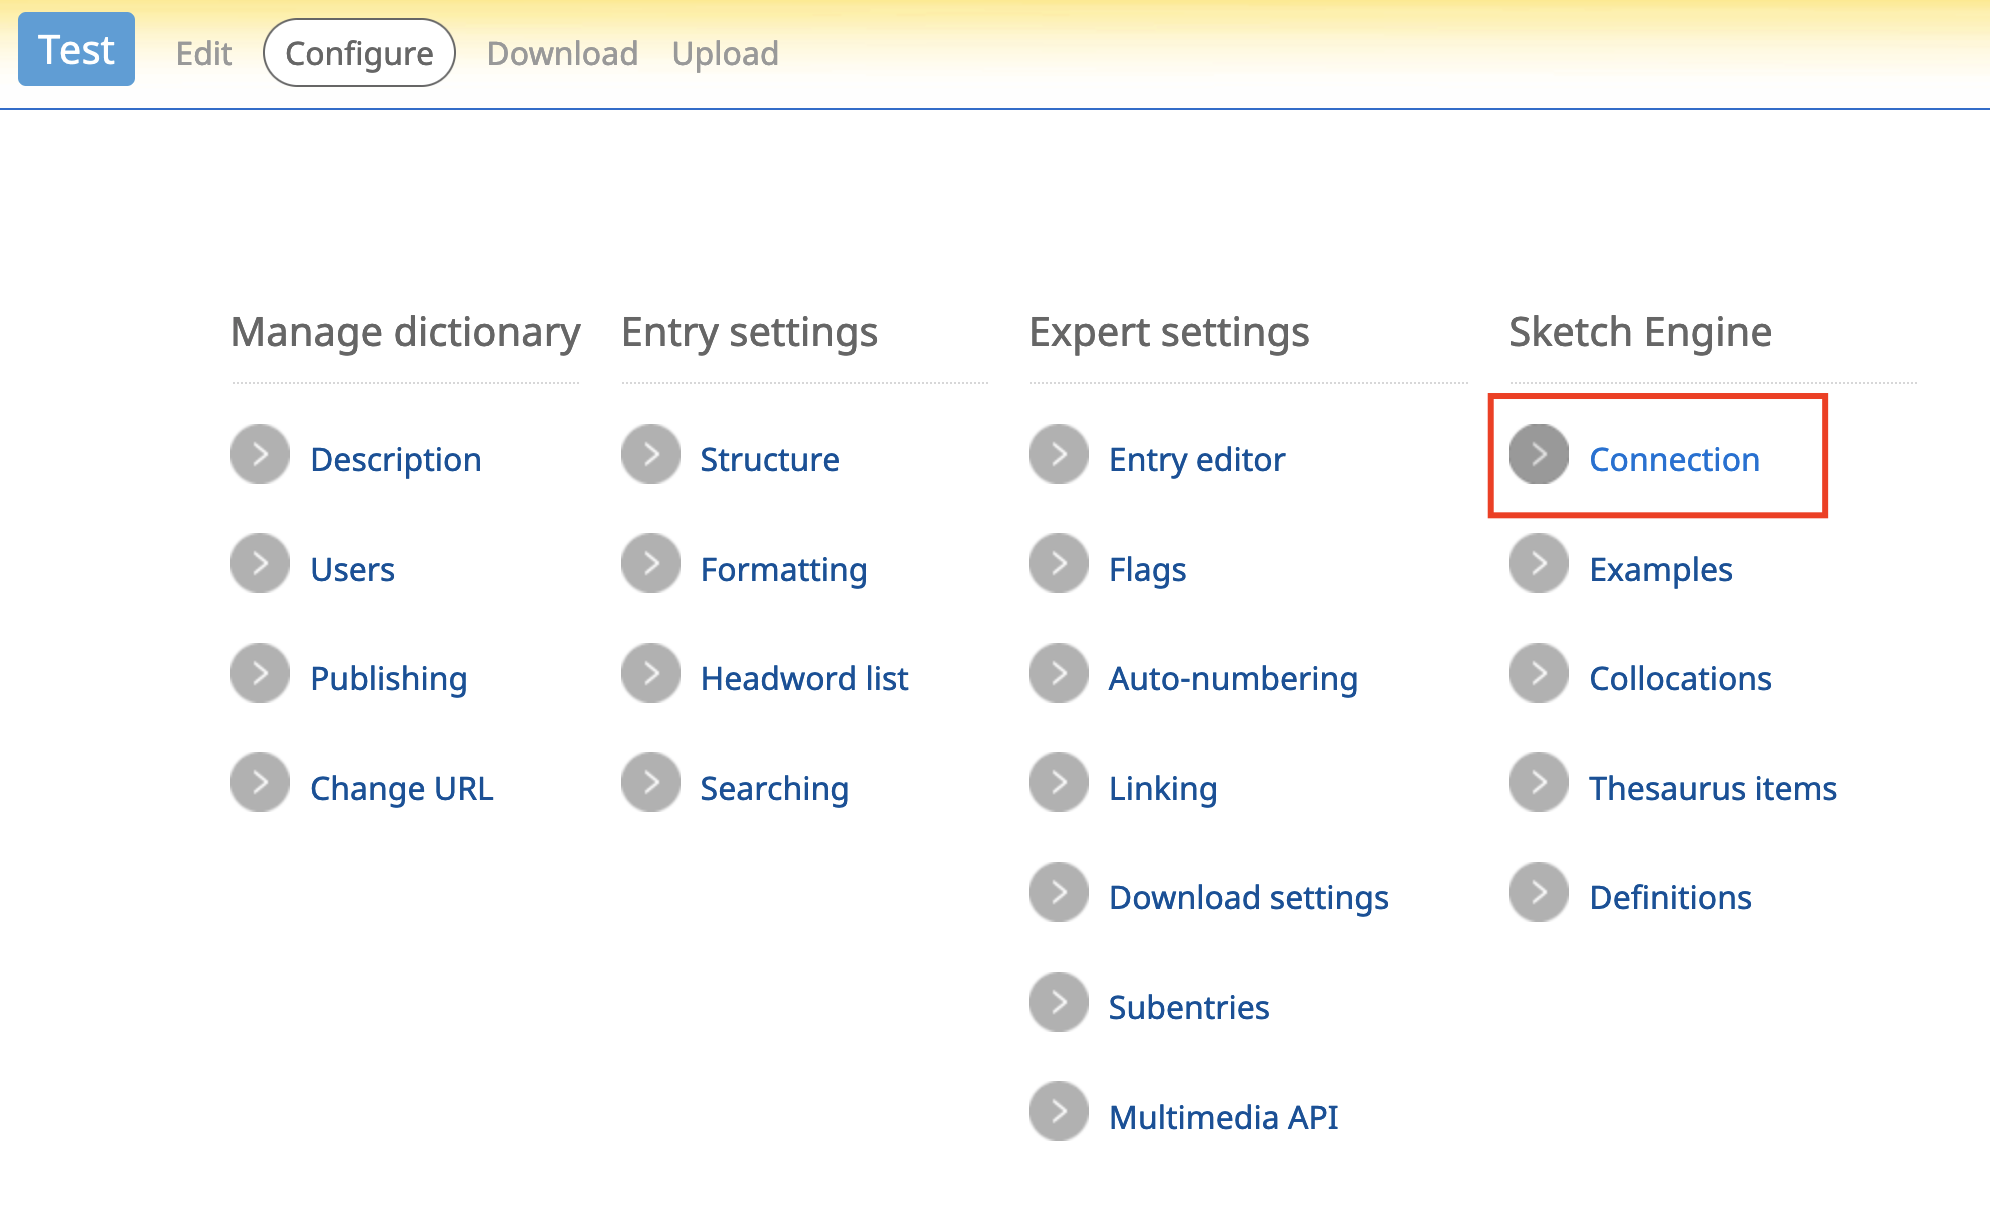 Test Edit Configure Download Upload
Manage dictionary
Description
Users
Publishing
Change URL
Entry settings
Structure
Formatting
Headword list
Searching
Expert settings
Entry editor
Flags
Auto-numbering
Linking
Download settings
Subentries
Multimedia API
Sketch Engine
Connection
Examples
Collocations
Thesaurus items
Definitions